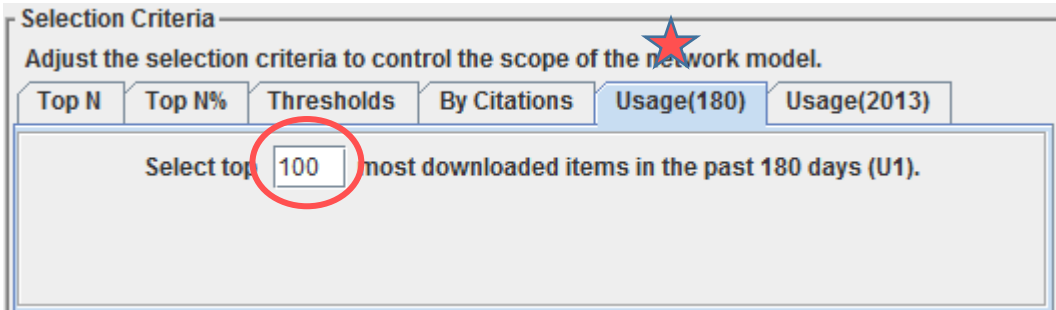 Selection Criteria
Adjust the selection criteria to control the scope of the network model.
Top N Top N% Thresholds By Citations Usage(180) Usage(2013)
Select top 100 most downloaded items in the past 180 days (U1).